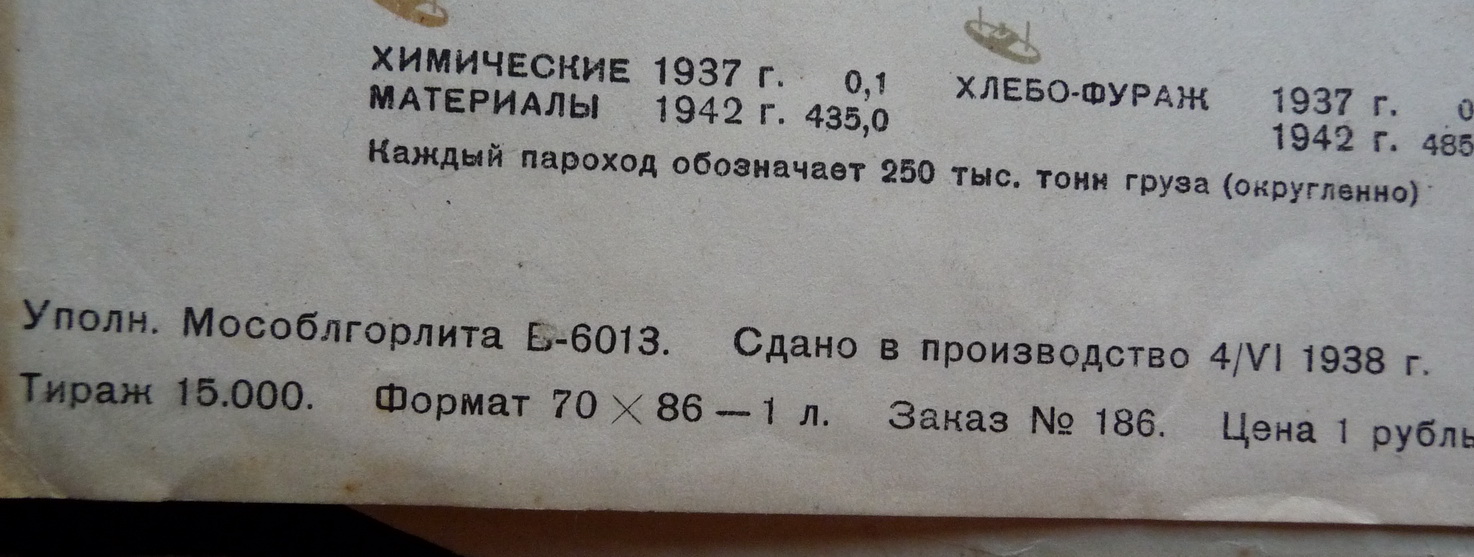 ХИМИЧЕСКИЕ 1937 г. 0,1
МАТЕРИАЛЫ 1942 г. 435,0
ХЛЕБО-ФУРАЖ 1937 г. 0
1942 г. 485
Каждый пароход обозначает 250 тыс. тонн груза (округленно)
Уполн. Мособлгорлита Б-6013. Сдано в производство 4/VI 1938 г.
Тираж 15.000. Формат 70 × 86 — 1 л. Заказ № 186. Цена 1 рубль